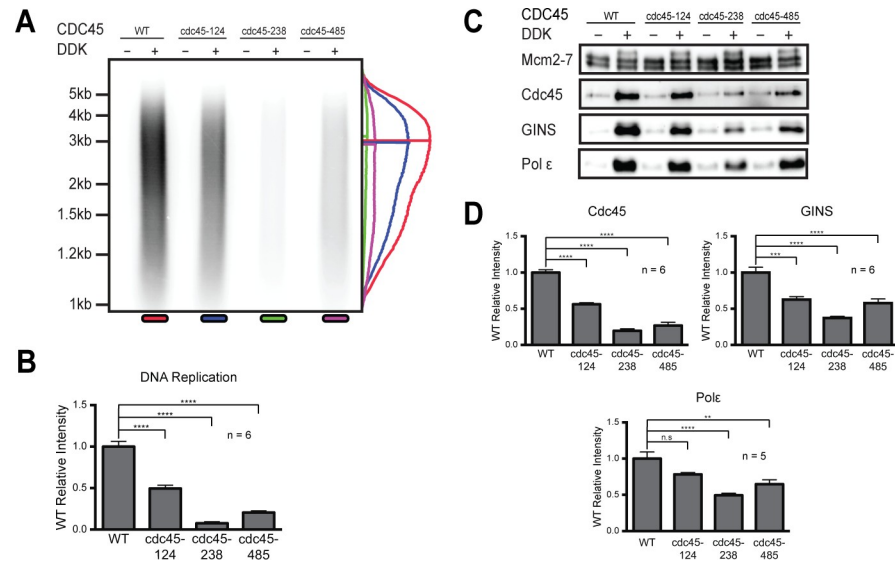 A
CDC45 WT cdc45-124 cdc45-238 cdc45-485
DDK – + – + – + – +
5kb
4kb
3kb
2kb
1.5kb
1.2kb
1kb
B
DNA Replication
WT Relative Intensity
1.5
1.0
0.5
0.0
****
****
****
n = 6
WT cdc45-124 cdc45-238 cdc45-485
C
CDC45 WT cdc45-124 cdc45-238 cdc45-485
DDK – + – + – + – +
Mcm2-7
Cdc45
GINS
Pol ε
D
Cdc45
WT Relative Intensity
1.5
1.0
0.5
0.0
****
****
****
n = 6
WT cdc45-124 cdc45-238 cdc45-485
GINS
WT Relative Intensity
1.5
1.0
0.5
0.0
****
****
***
n = 6
WT cdc45-124 cdc45-238 cdc45-485
Polε
WT Relative Intensity
1.5
1.0
0.5
0.0
**
****
n.s
n = 5
WT cdc45-124 cdc45-238 cdc45-485